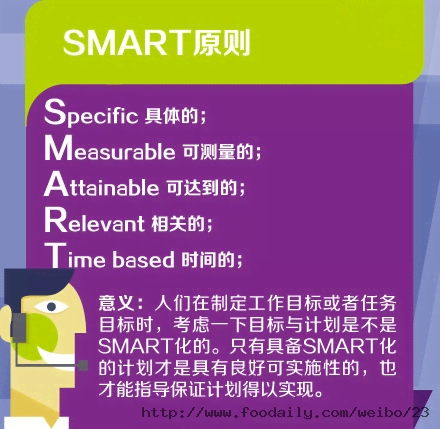 SMART原则
Specific 具体的；
Measurable 可测量的；
Attainable 可达到的；
Relevant 相关的；
Time based 时间的；
意义：人们在制定工作目标或者任务
目标时，考虑一下目标与计划是不是
SMART化的。只有具备SMART化
的计划才是具有良好可实施性的，也
才能指导保证计划得以实现。
http://www.foodaily.com/weibo/23